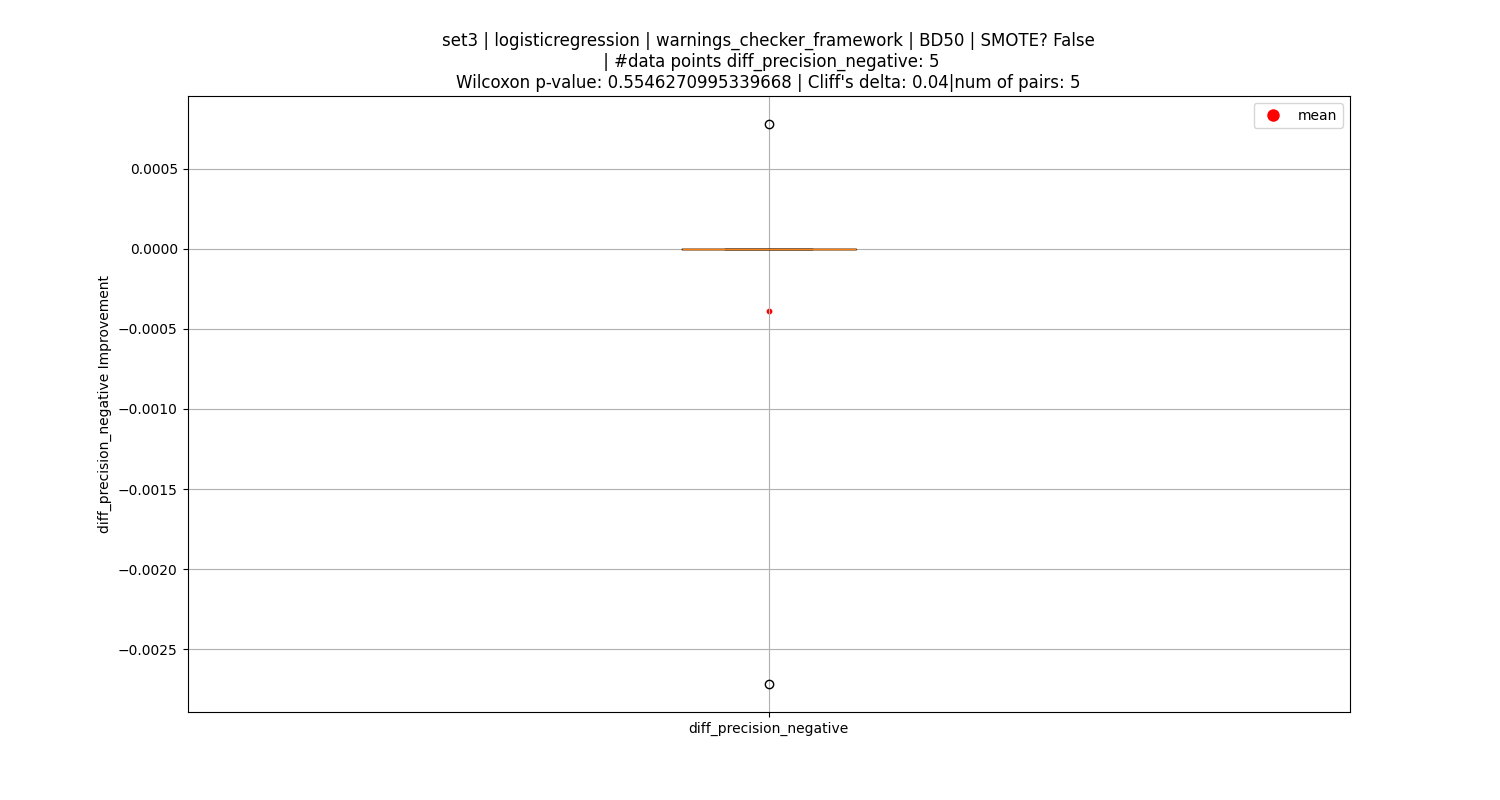 set3 | logisticregression | warnings_checker_framework | BD50 | SMOTE? False
| #data points diff_precision_negative: 5
Wilcoxon p-value: 0.5546270995339668 | Cliff's delta: 0.04|num of pairs: 5
mean
0.0005
0.0000
−0.0005
−0.0010
−0.0015
−0.0020
−0.0025
diff_precision_negative Improvement
diff_precision_negative